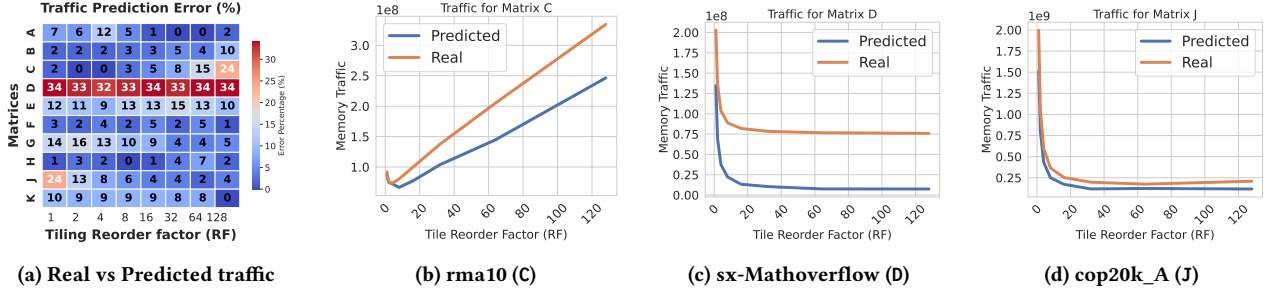 Traffic Prediction Error (%)
A 7 6 12 5 1 0 0 2
B 2 2 2 3 3 5 4 10
C 2 0 0 3 5 8 15 24
D 34 33 32 33 34 33 34 34
E 12 11 9 13 13 15 13 10
F 3 2 4 2 5 2 5 1
G 14 16 13 10 9 4 4 5
H 1 3 2 0 1 4 7 2
J 24 13 8 6 4 4 2 4
K 10 9 9 9 9 8 8 0
1 2 4 8 16 32 64 128
Matrices
Tiling Reorder factor (RF)
30
25
20
15
10
5
0
Error Percentage (%)
(a) Real vs Predicted traffic
Traffic for Matrix C
1e8
Predicted
Real
3.0
2.5
2.0
1.5
1.0
Memory Traffic
0 20 40 60 80 100 120
Tile Reorder Factor (RF)
(b) rma10 (C)
Traffic for Matrix D
1e8
Predicted
Real
2.00
1.75
1.50
1.25
1.00
0.75
0.50
0.25
0.00
Memory Traffic
0 20 40 60 80 100 120
Tile Reorder Factor (RF)
(c) sx-Mathoverflow (D)
Traffic for Matrix J
1e9
Predicted
Real
2.00
1.75
1.50
1.25
1.00
0.75
0.50
0.25
Memory Traffic
0 20 40 60 80 100 120
Tile Reorder Factor (RF)
(d) cop20k_A (J)